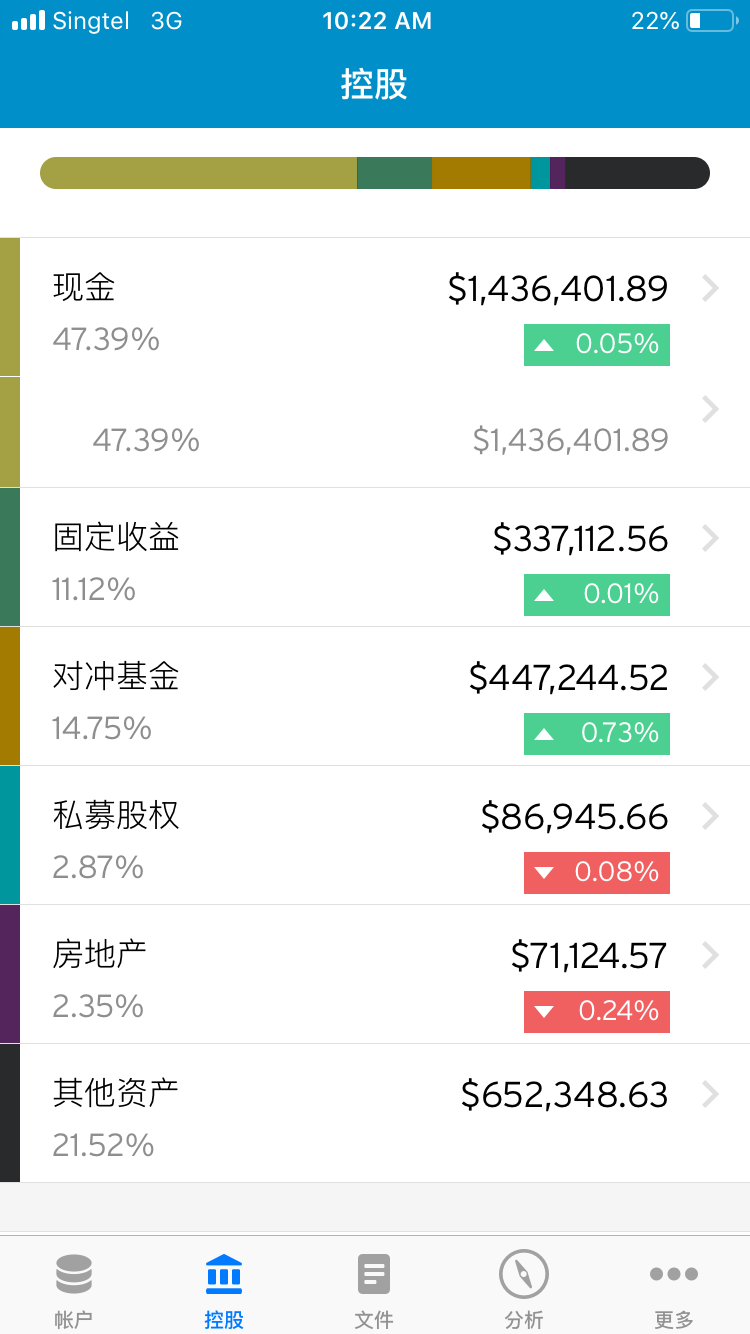 Singtel 3G 10:22 AM 22%
控股
现金 $1,436,401.89
47.39% 0.05%
47.39% $1,436,401.89
固定收益 $337,112.56
11.12% 0.01%
对冲基金 $447,244.52
14.75% 0.73%
私募股权 $86,945.66
2.87% 0.08%
房地产 $71,124.57
2.35% 0.24%
其他资产 $652,348.63
21.52%
帐户 控股 文件 分析 更多